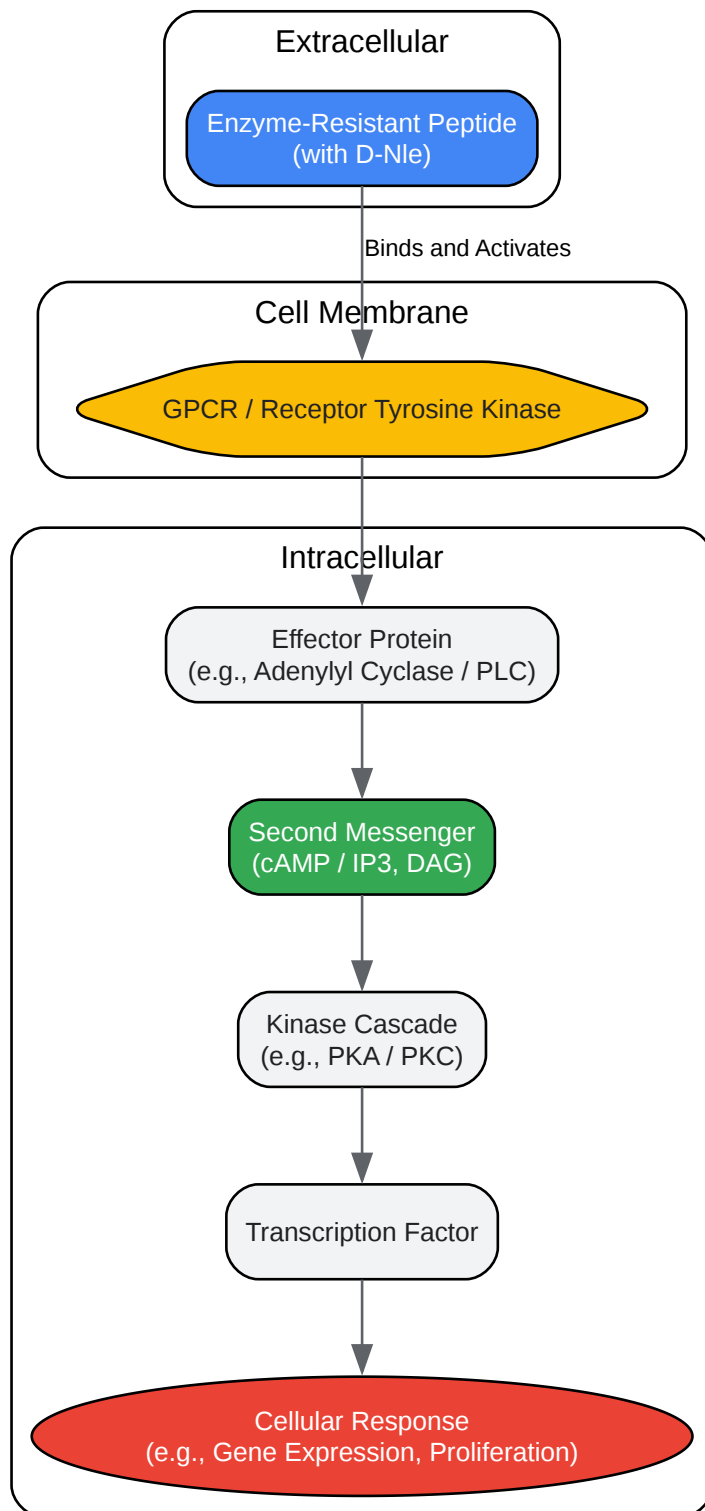 Extracellular
Enzyme-Resistant Peptide
(with D-Nle)
Binds and Activates
Cell Membrane
GPCR / Receptor Tyrosine Kinase
Intracellular
Effector Protein
(e.g., Adenylyl Cyclase / PLC)
Second Messenger
(cAMP / IP3, DAG)
Kinase Cascade
(e.g., PKA / PKC)
Transcription Factor
Cellular Response
(e.g., Gene Expression, Proliferation)